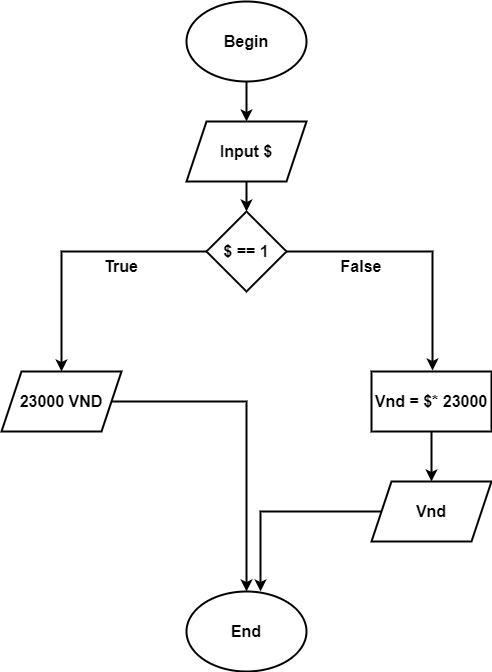 Begin
Input $
$ == 1
True
False
23000 VND
Vnd = $* 23000
Vnd
End